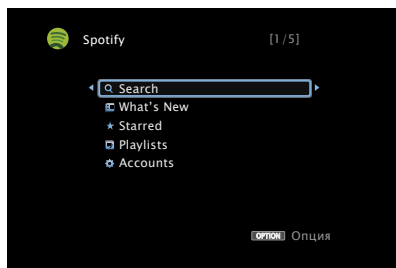 Spotify [1/5]
Search
What's New
Starred
Playlists
Accounts
OPTION Опция